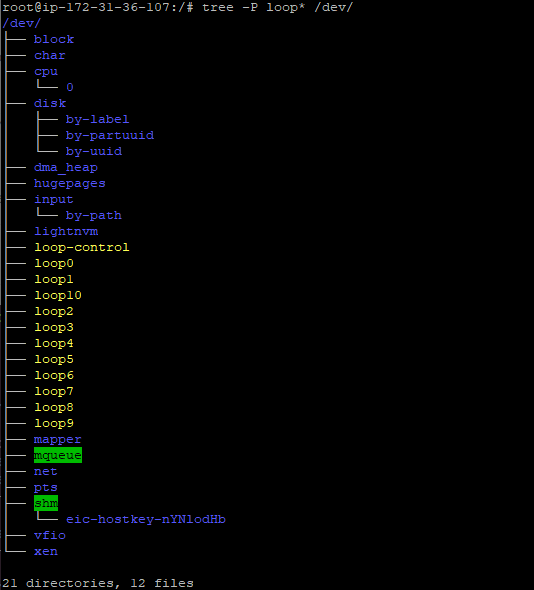 root@ip-172-31-36-107:/# tree -P loop* /dev/
/dev/
├── block
├── char
├── cpu
│   └── 0
├── disk
│   ├── by-label
│   ├── by-partuuid
│   └── by-uuid
├── dma_heap
├── hugepages
├── input
│   └── by-path
├── lightnvm
├── loop-control
├── loop0
├── loop1
├── loop10
├── loop2
├── loop3
├── loop4
├── loop5
├── loop6
├── loop7
├── loop8
├── loop9
├── mapper
├── mqueue
├── net
├── pts
├── shm
│   └── eic-hostkey-nYNlodHb
├── vfio
└── xen
21 directories, 12 files